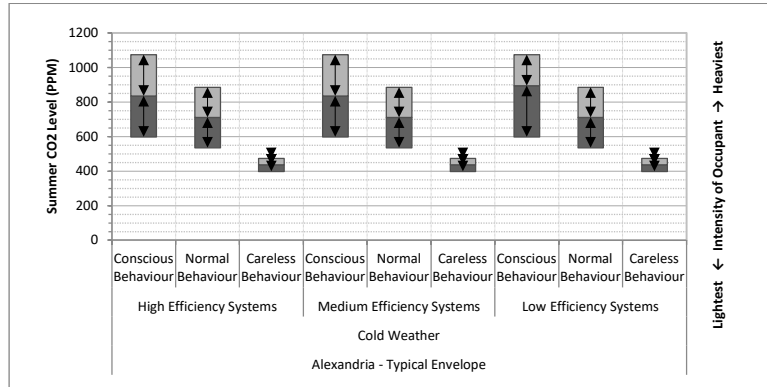 Summer CO2 Level (PPM)
1200
1000
800
600
400
200
0
Conscious Behaviour
Normal Behaviour
Careless Behaviour
Conscious Behaviour
Normal Behaviour
Careless Behaviour
Conscious Behaviour
Normal Behaviour
Careless Behaviour
High Efficiency Systems
Medium Efficiency Systems
Low Efficiency Systems
Cold Weather
Alexandria - Typical Envelope
Lightest ← Intensity of Occupant → Heaviest